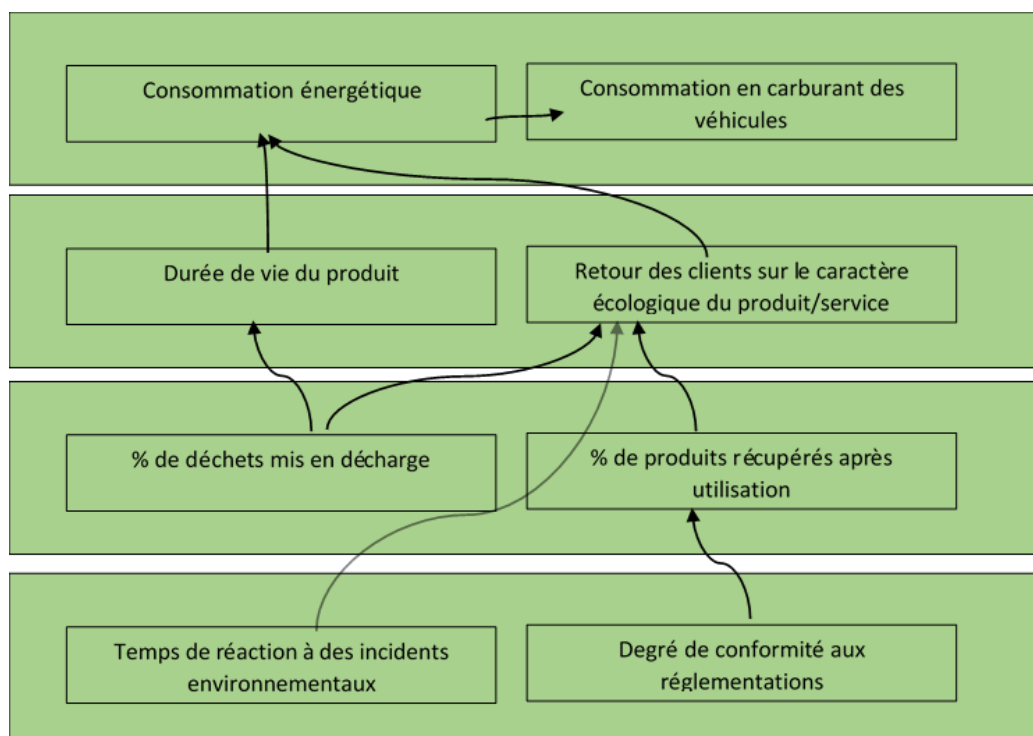 Consommation énergétique
Consommation en carburant des
véhicules
Durée de vie du produit
Retour des clients sur le caractère
écologique du produit/service
% de déchets mis en décharge
% de produits récupérés après
utilisation
Temps de réaction à des incidents
environnementaux
Degré de conformité aux
réglementations